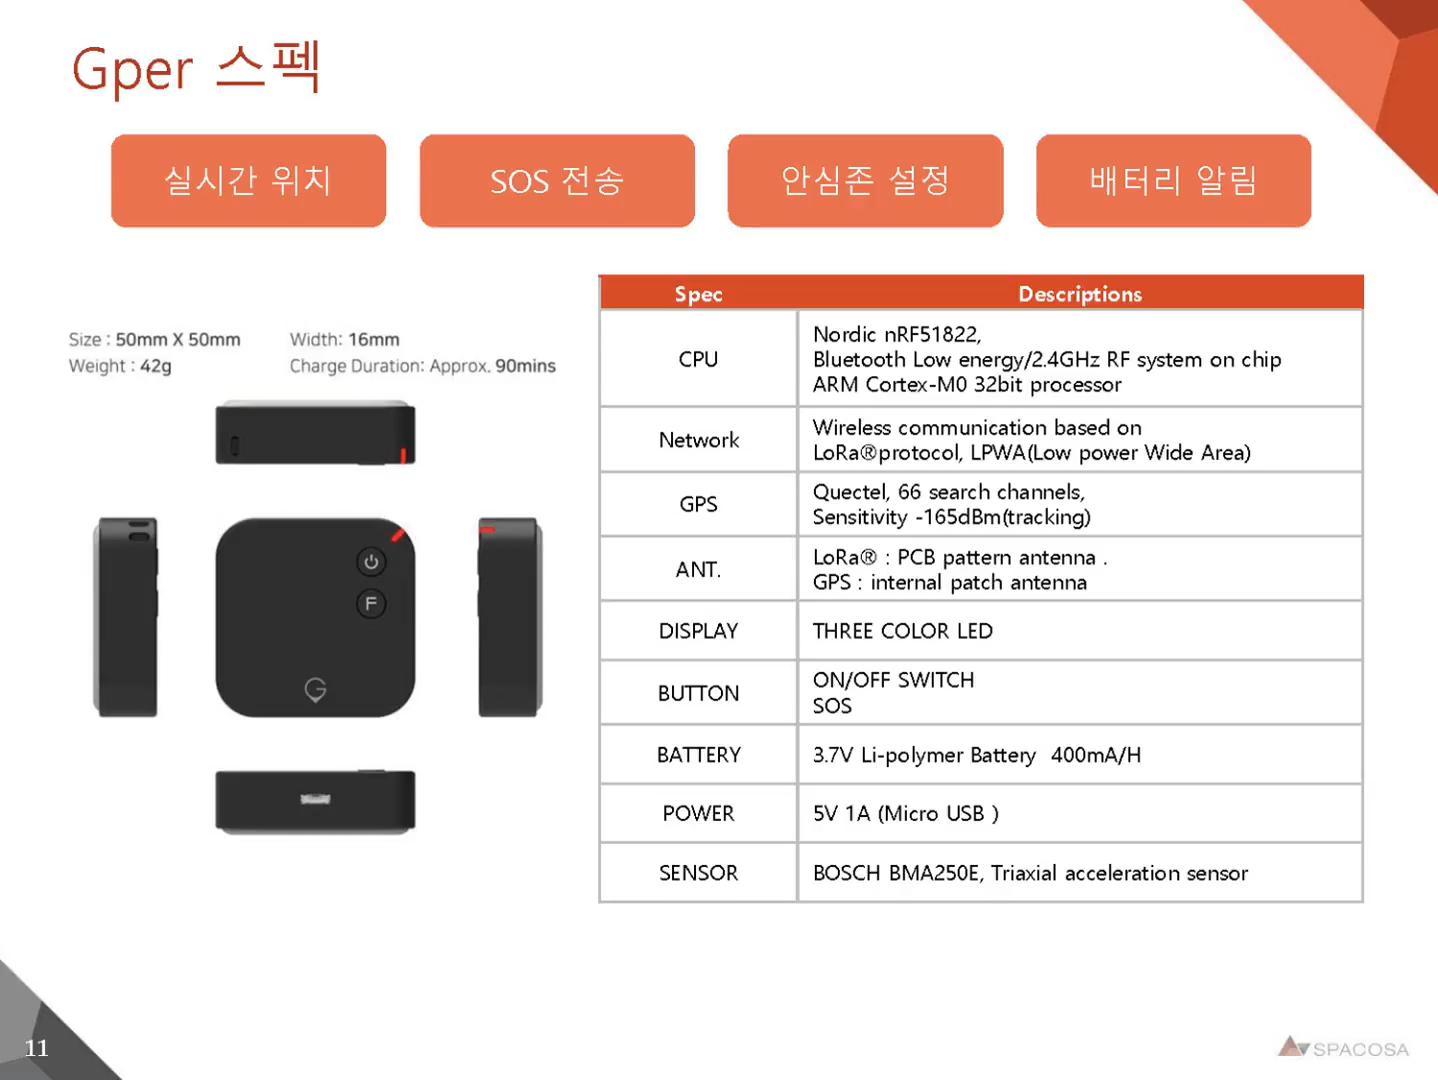 Gper 스펙
실시간 위치
SOS 전송
안심존 설정
배터리 알림
Size : 50mm X 50mm
Width: 16mm
Weight : 42g
Charge Duration: Approx. 90mins
F
Spec
Descriptions
CPU
Nordic nRF51822,
Bluetooth Low energy/2.4GHz RF system on chip
ARM Cortex-M0 32bit processor
Network
Wireless communication based on
LoRa®protocol, LPWA(Low power Wide Area)
GPS
Quectel, 66 search channels,
Sensitivity -165dBm(tracking)
ANT.
LoRa® : PCB pattern antenna .
GPS : internal patch antenna
DISPLAY
THREE COLOR LED
BUTTON
ON/OFF SWITCH
SOS
BATTERY
3.7V Li-polymer Battery  400mA/H
POWER
5V 1A (Micro USB )
SENSOR
BOSCH BMA250E, Triaxial acceleration sensor
11
SPACOSA